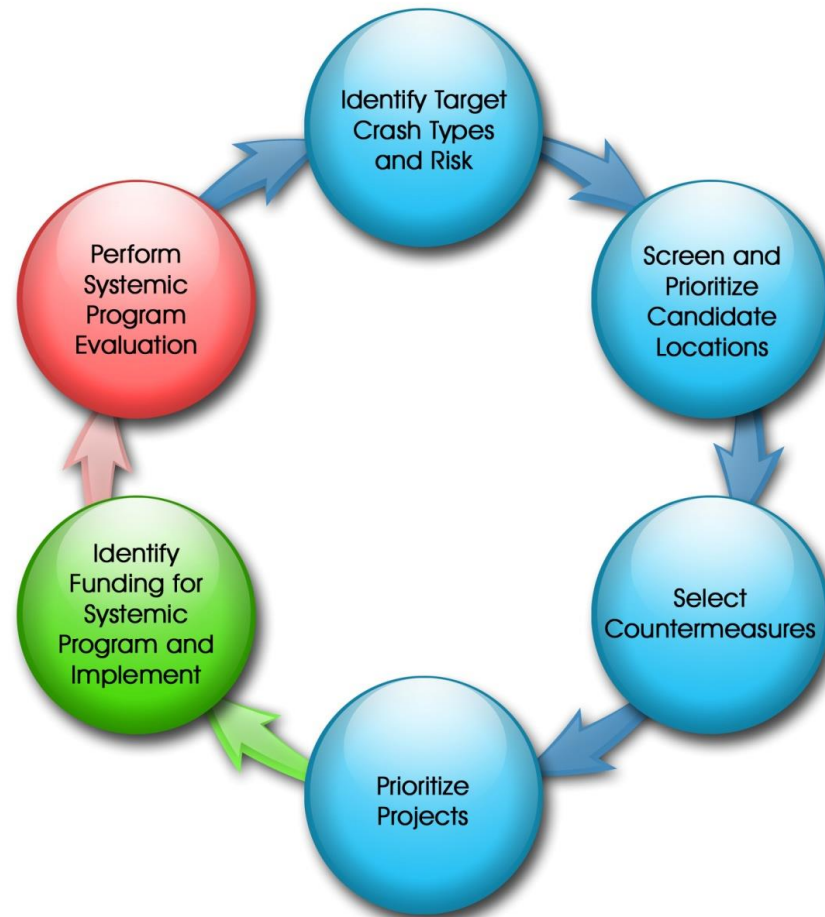 Identify Target
Crash Types
and Risk
Screen and
Prioritize
Candidate
Locations
Select
Countermeasures
Prioritize
Projects
Identify
Funding for
Systemic
Program and
Implement
Perform
Systemic
Program
Evaluation